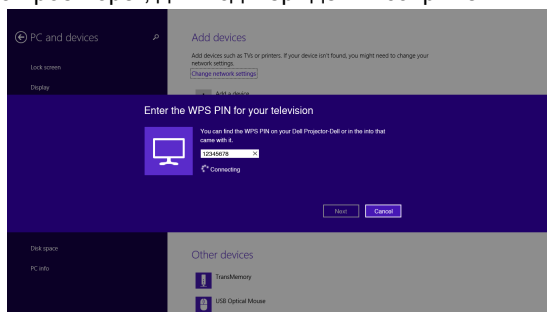 PC and devices
Lock screen
Display
Disk space
PC info
Add devices
Add devices such as TVs or printers. If your device isn't found, you might need to change your
network settings.
Change network settings
Add a device
Enter the WPS PIN for your television
You can find the WPS PIN on your Dell Projector-Dell or in the into that
came with it.
12345678 ×
Connecting
Next Cancel
Other devices
TransMemory
USB Optical Mouse